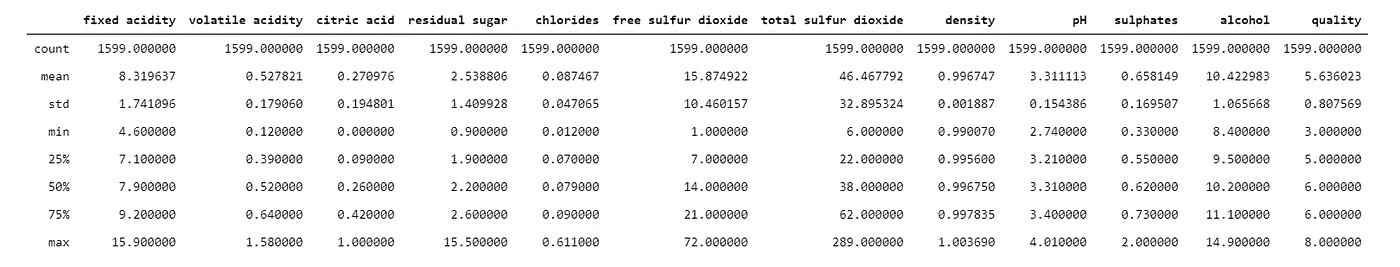 fixed acidity volatile acidity citric acid residual sugar chlorides free sulfur dioxide total sulfur dioxide density pH sulphates alcohol quality
count 1599.000000 1599.000000 1599.000000 1599.000000 1599.000000 1599.000000 1599.000000 1599.000000 1599.000000 1599.000000 1599.000000 1599.000000
mean 8.319637 0.527821 0.270976 2.538806 0.087467 15.874922 46.467792 0.996747 3.311113 0.658149 10.422983 5.636023
std 1.741096 0.179060 0.194801 1.409928 0.047065 10.460157 32.895324 0.001887 0.154386 0.169507 1.065668 0.807569
min 4.600000 0.120000 0.000000 0.900000 0.012000 1.000000 6.000000 0.990070 2.740000 0.330000 8.400000 3.000000
25% 7.100000 0.390000 0.090000 1.900000 0.070000 7.000000 22.000000 0.995600 3.210000 0.550000 9.500000 5.000000
50% 7.900000 0.520000 0.260000 2.200000 0.079000 14.000000 38.000000 0.996750 3.310000 0.620000 10.200000 6.000000
75% 9.200000 0.640000 0.420000 2.600000 0.090000 21.000000 62.000000 0.997835 3.400000 0.730000 11.100000 6.000000
max 15.900000 1.580000 1.000000 15.500000 0.611000 72.000000 289.000000 1.003690 4.010000 2.000000 14.900000 8.000000